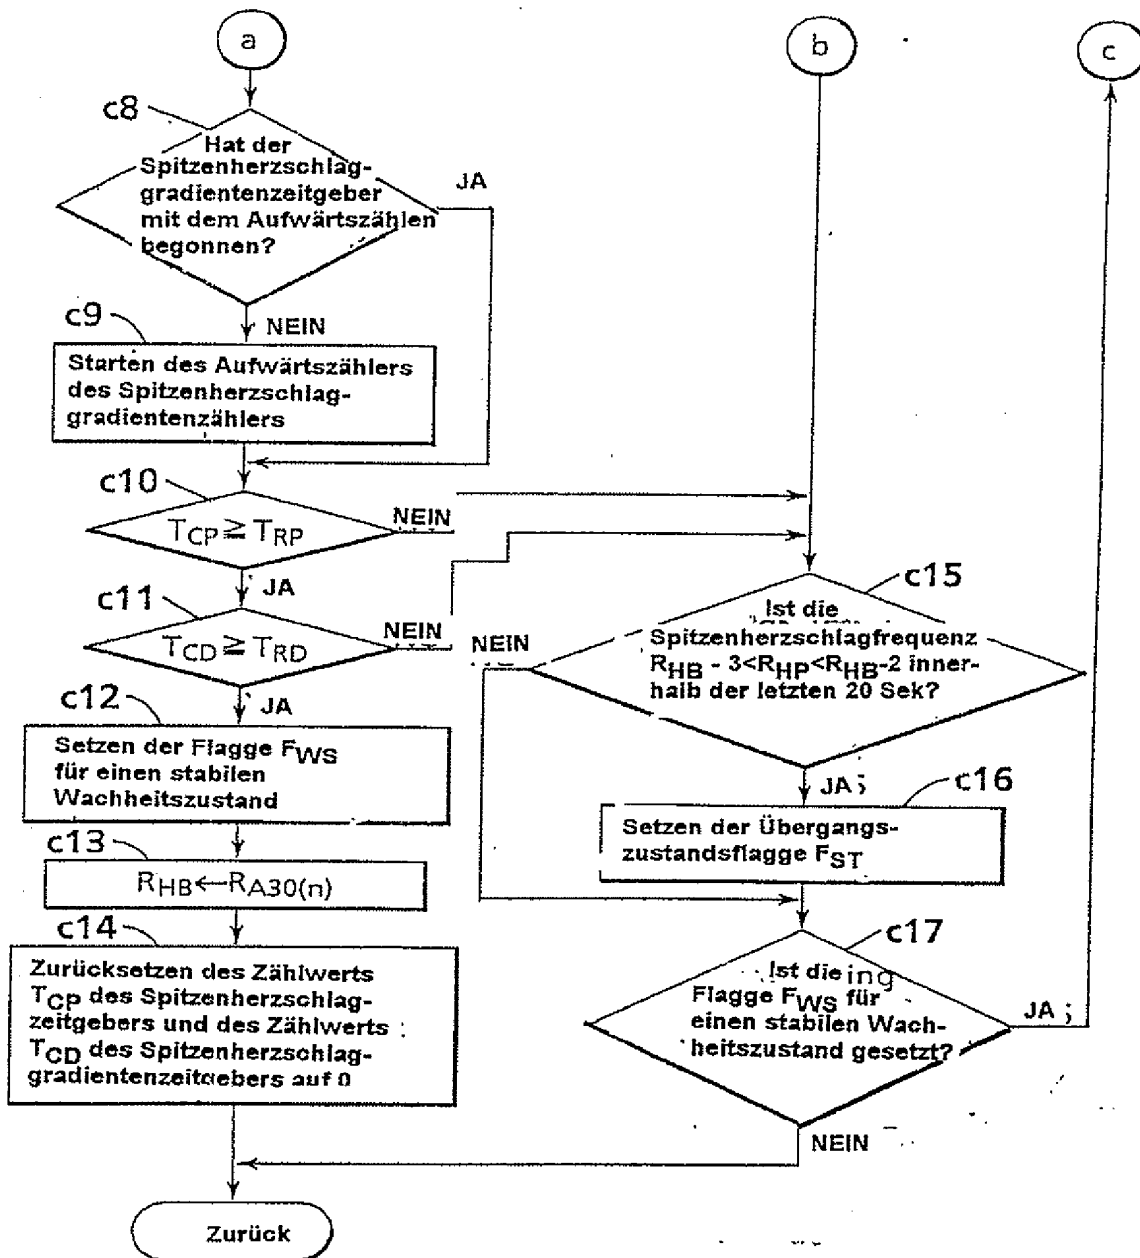 a
b
c
c8
Hat der
Spitzenherzschlag-
gradientenzeitgeber
mit dem Aufwärtszählen
begonnen?
JA
NEIN
c9
Starten des Aufwärtszählers
des Spitzenherzschlag-
gradientenzählers
c10
TCP ≧ TRP
NEIN
JA
c11
TCD ≧ TRD
NEIN
JA
c12
Setzen der Flagge FWS
für einen stabilen
Wachheitszustand
c13
RHB←RA30(n)
c14
Zurücksetzen des Zählwerts
TCP des Spitzenherzschlag-
zeitgebers und des Zählwerts
TCD des Spitzenherzschlag-
gradientenzeitgebers auf 0
Zurück
c15
Ist die
Spitzenherzschlagfrequenz
RHB - 3<RHP<RHB-2 inner-
halb der letzten 20 Sek?
NEIN
JA
c16
Setzen der Übergangs-
zustandsflagge FST
c17
Ist die ing
Flagge FWS für
einen stabilen Wach-
heitszustand gesetzt?
JA ;
NEIN